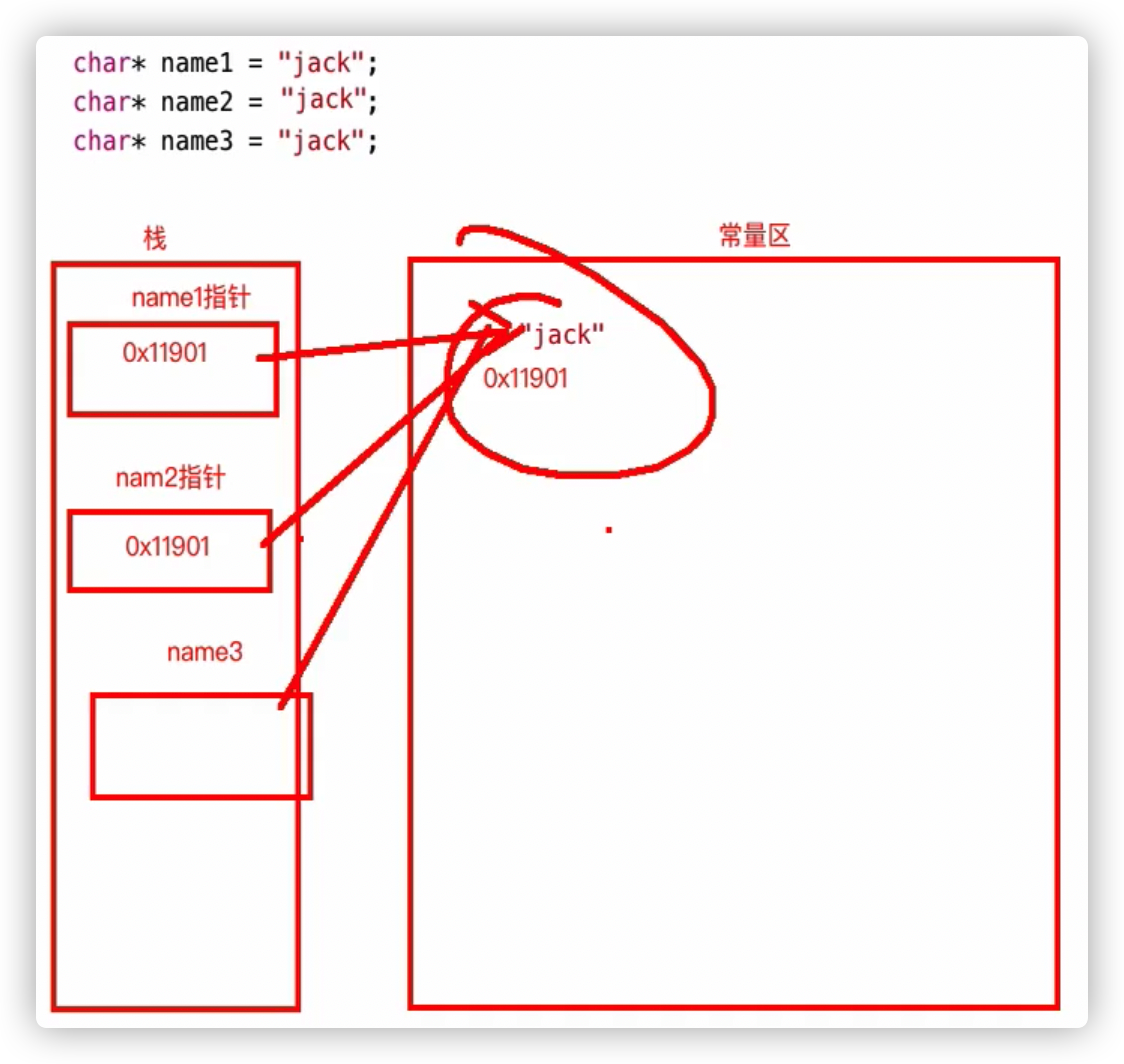 char* name1 = "jack";
char* name2 = "jack";
char* name3 = "jack";
栈
常量区
name1指针
0x11901
"jack"
0x11901
nam2指针
0x11901
name3